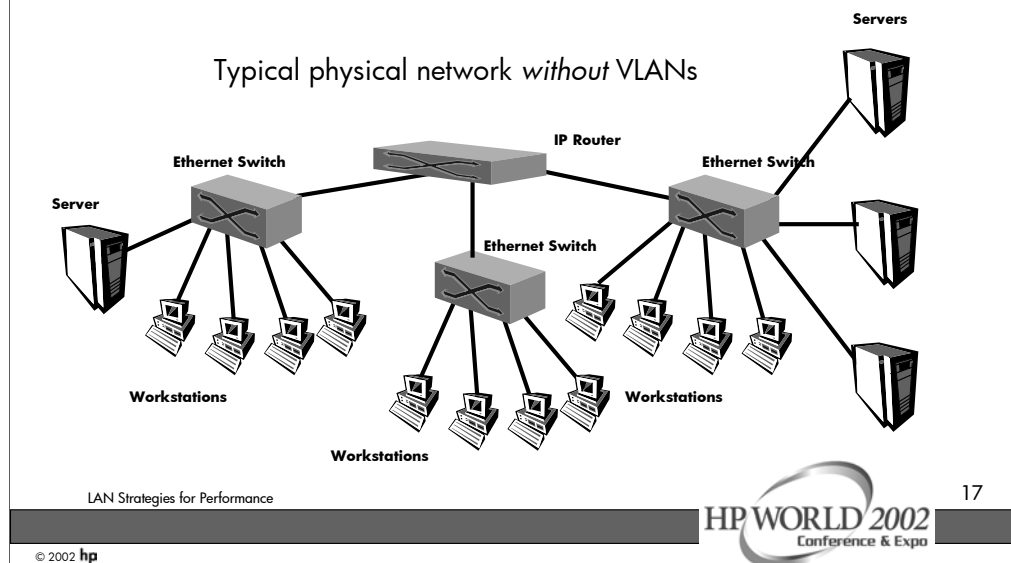 Servers
Typical physical network without VLANs
IP Router
Ethernet Switch
Ethernet Switch
Server
Ethernet Switch
Workstations
Workstations
Workstations
LAN Strategies for Performance
17
HP WORLD 2002
Conference & Expo
© 2002 hp